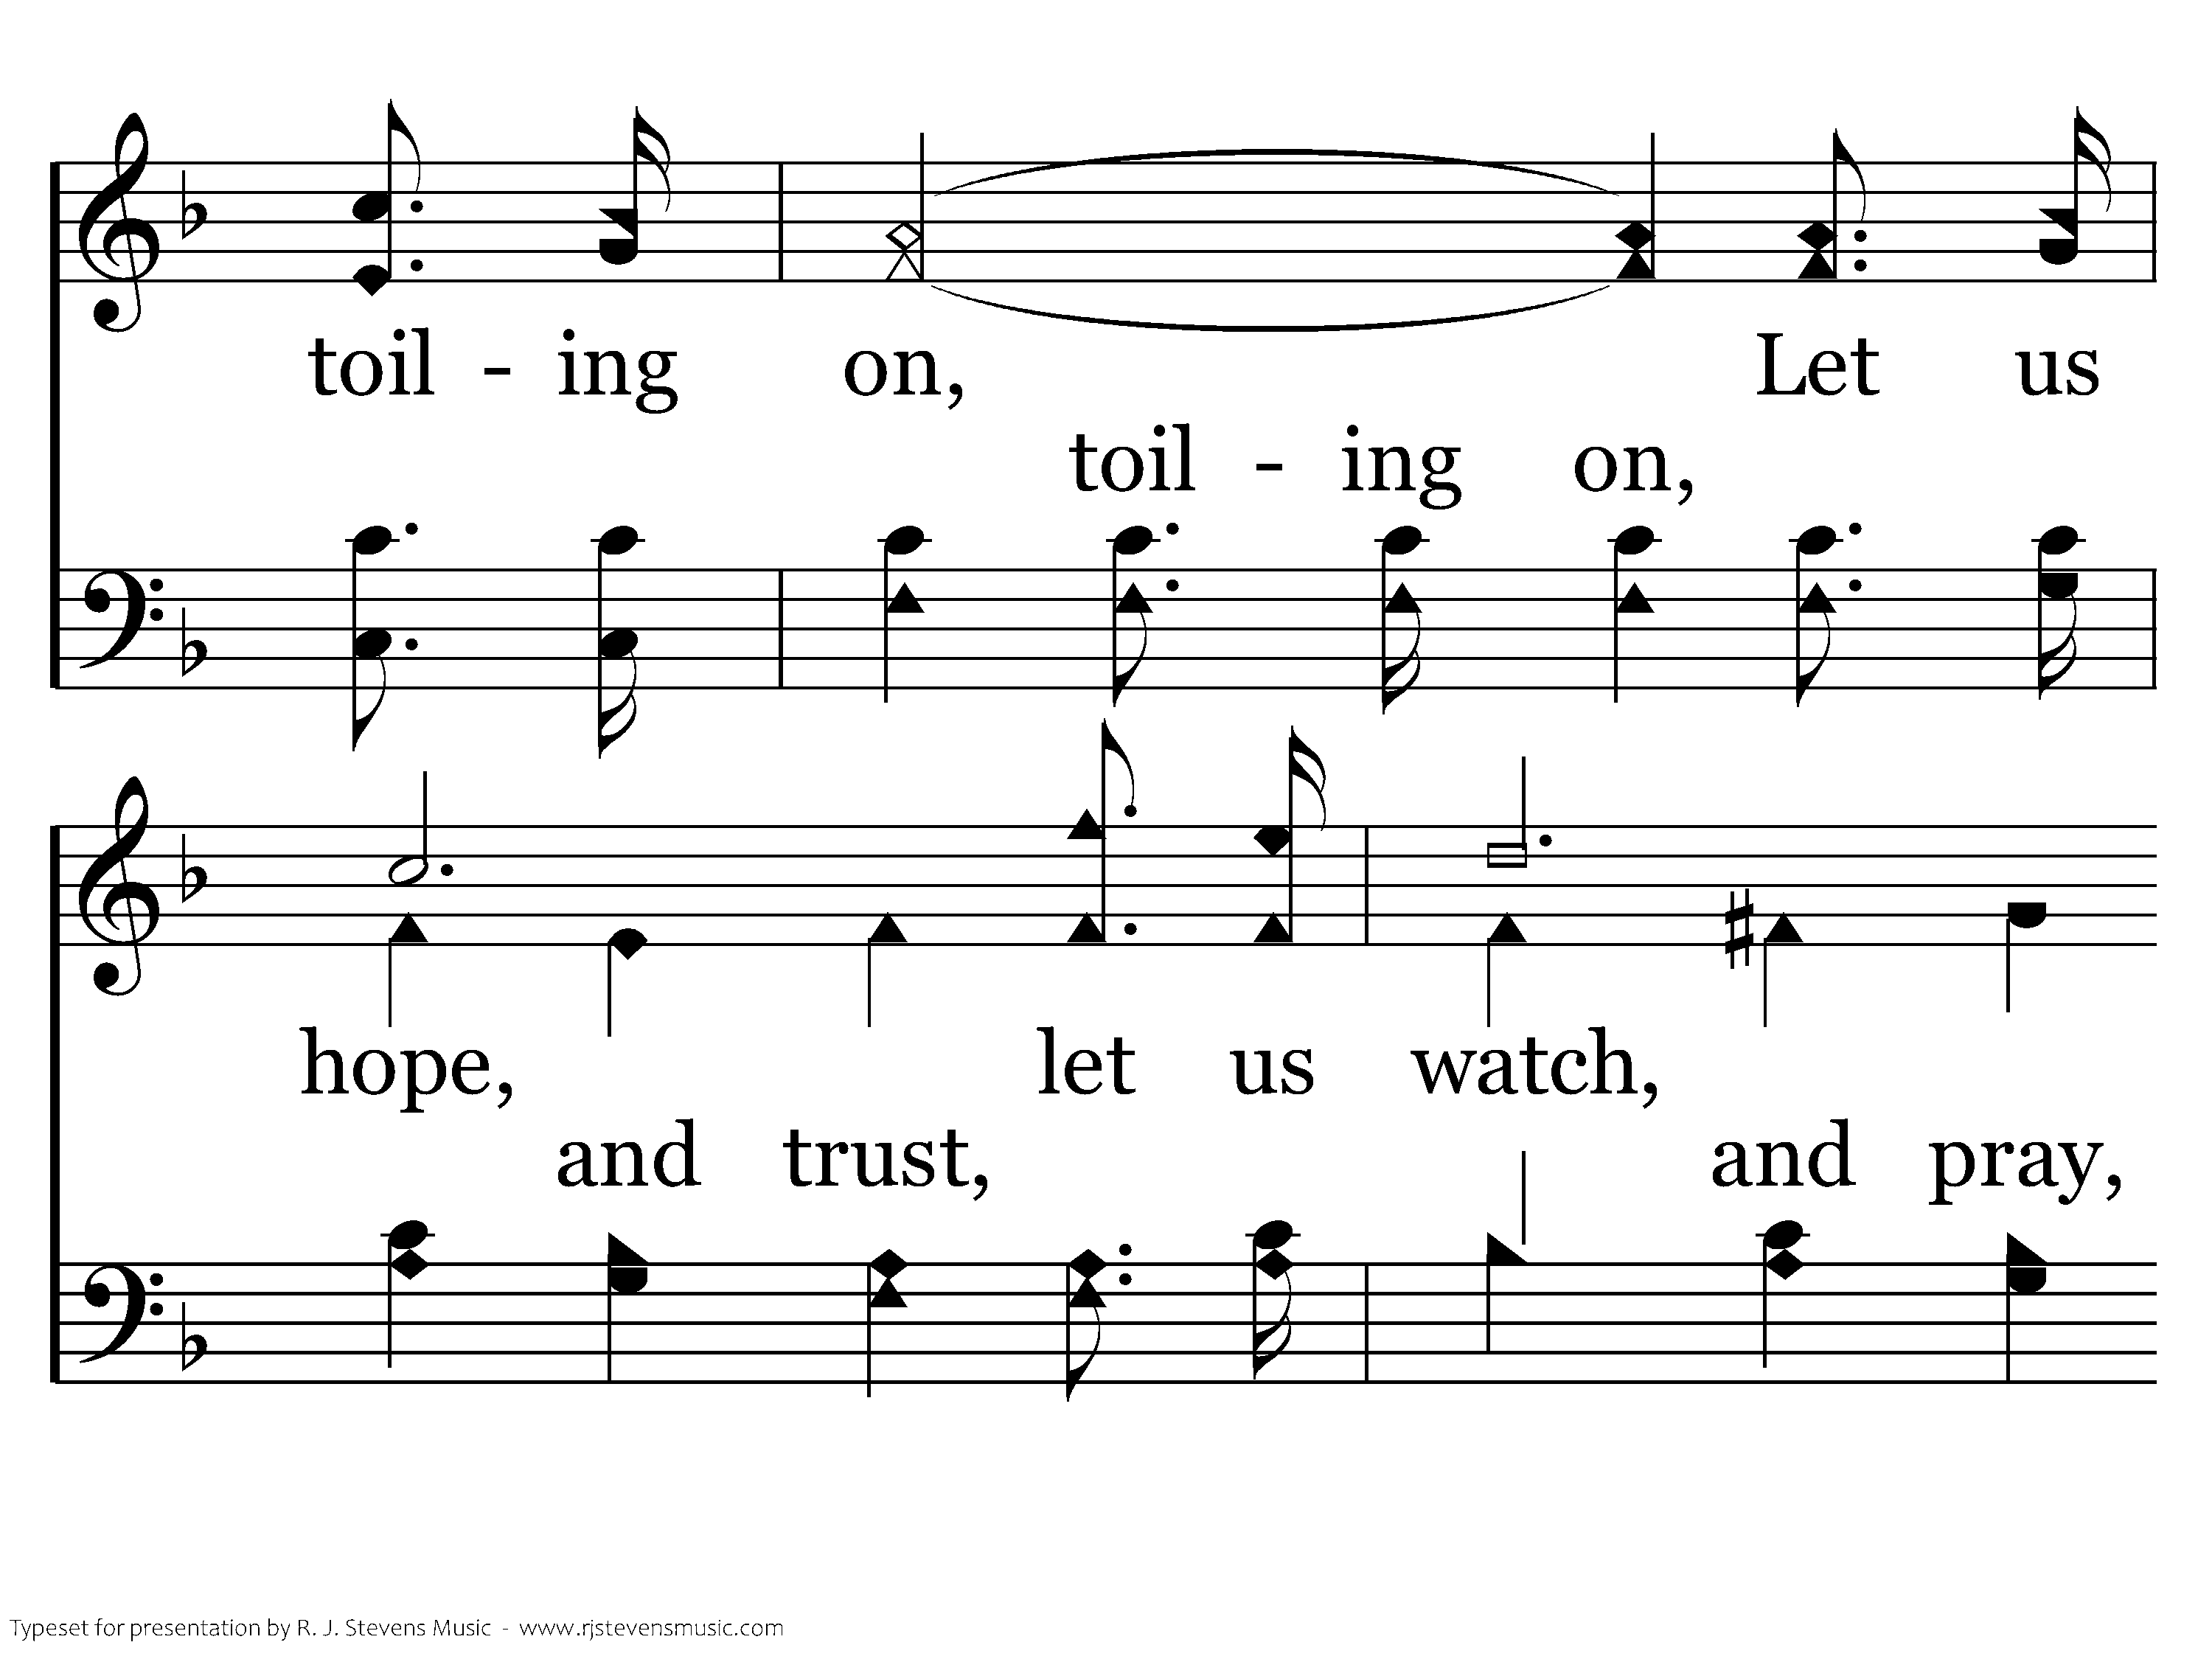 toil - ing on, Let us
toil - ing on,
hope, let us watch,
and trust, and pray,
Typeset for presentation by R. J. Stevens Music - www.rjstevensmusic.com